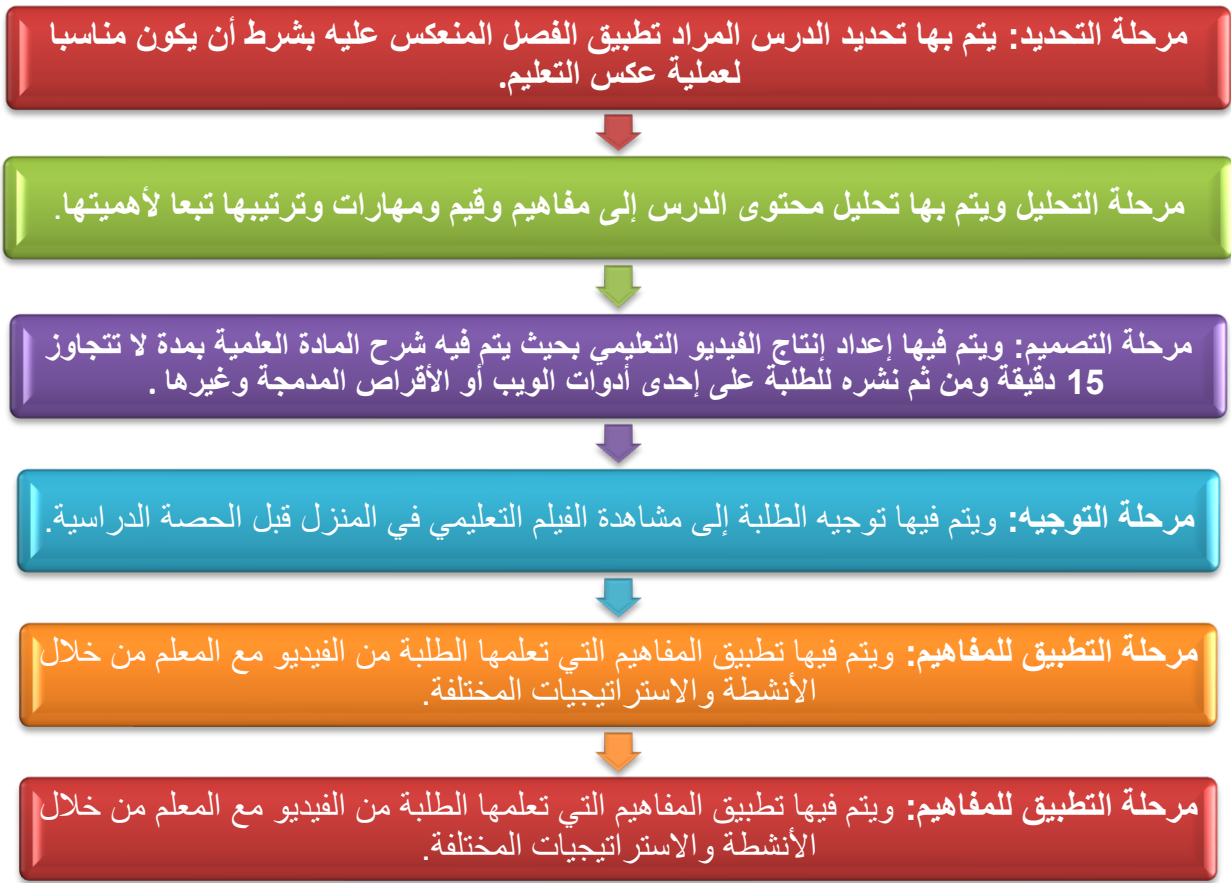 مرحلة التحديد: يتم بها تحديد الدرس المراد تطبيق الفصل المنعكس عليه بشرط أن يكون مناسبا
لعملية عكس التعليم.
مرحلة التحليل ويتم بها تحليل محتوى الدرس إلى مفاهيم وقيم ومهارات وترتيبها تبعا لأهميتها.
مرحلة التصميم: ويتم فيها إعداد إنتاج الفيديو التعليمي بحيث يتم فيه شرح المادة العلمية بمدة لا تتجاوز
15 دقيقة ومن ثم نشره للطلبة على إحدى أدوات الويب أو الأقراص المدمجة وغيرها .
مرحلة التوجيه: ويتم فيها توجيه الطلبة إلى مشاهدة الفيلم التعليمي في المنزل قبل الحصة الدراسية.
مرحلة التطبيق للمفاهيم: ويتم فيها تطبيق المفاهيم التي تعلمها الطلبة من الفيديو مع المعلم من خلال
الأنشطة والاستراتيجيات المختلفة.
مرحلة التطبيق للمفاهيم: ويتم فيها تطبيق المفاهيم التي تعلمها الطلبة من الفيديو مع المعلم من خلال
الأنشطة والاستراتيجيات المختلفة.